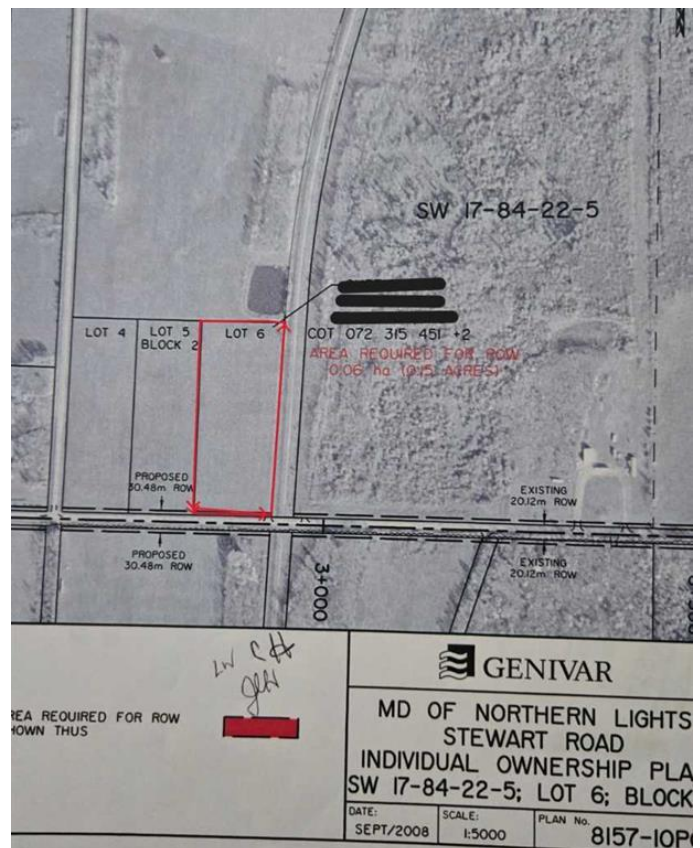 SW 17-84-22-5
LOT 4
LOT 5
BLOCK 2
LOT 6
COT 072 315 451 +2
AREA REQUIRED FOR ROW
0.06 ha (0.15 ACRES)
PROPOSED
30.48m ROW
EXISTING
20.12m ROW
PROPOSED
30.48m ROW
EXISTING
20.12m ROW
3+000
REA REQUIRED FOR ROW
HOWN THUS
GENIVAR
MD OF NORTHERN LIGHTS
STEWART ROAD
INDIVIDUAL OWNERSHIP PLA
SW 17-84-22-5; LOT 6; BLOCK
DATE:
SEPT/2008
SCALE:
1:5000
PLAN No.
8157-IOP